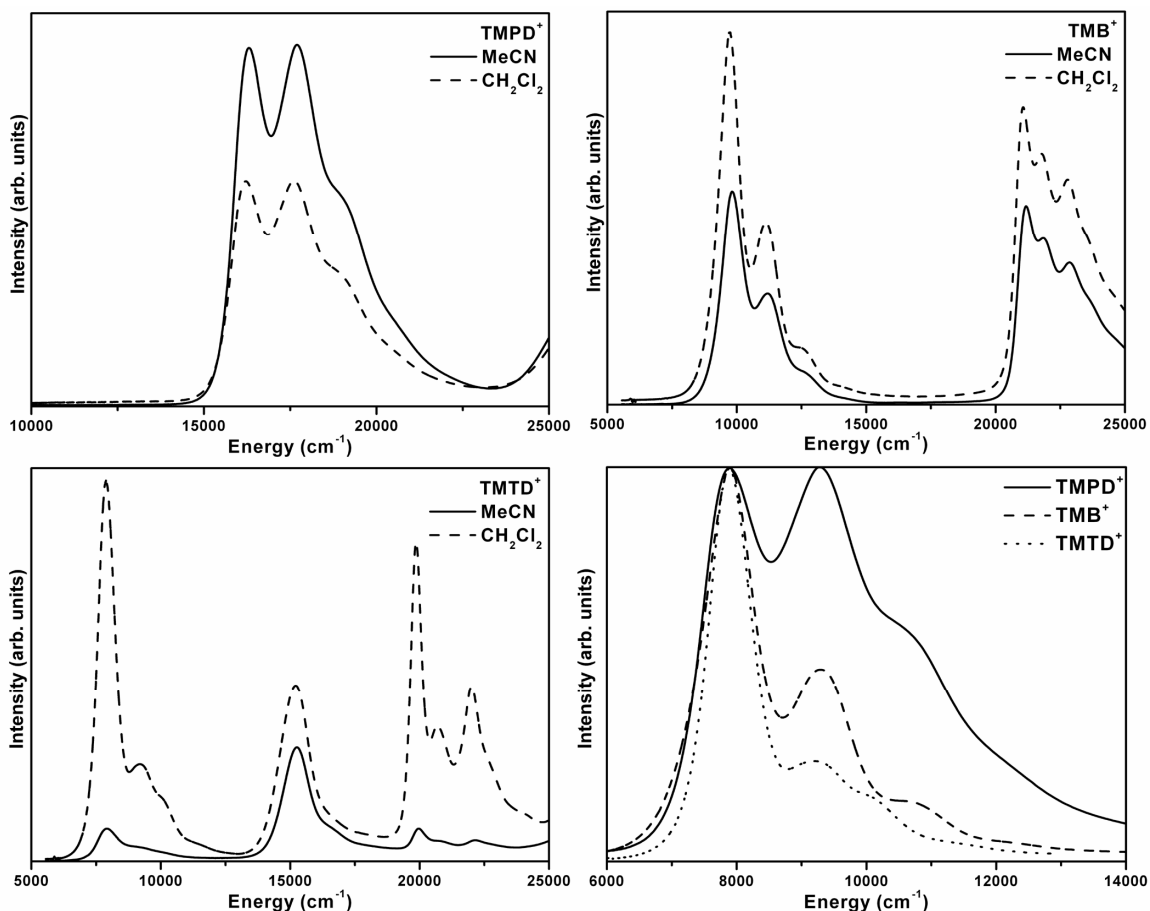 TMPD⁺
MeCN
CH₂Cl₂
Intensity (arb. units)
10000 15000 20000 25000
Energy (cm⁻¹)
TMB⁺
MeCN
CH₂Cl₂
Intensity (arb. units)
5000 10000 15000 20000 25000
Energy (cm⁻¹)
TMTD⁺
MeCN
CH₂Cl₂
Intensity (arb. units)
5000 10000 15000 20000 25000
Energy (cm⁻¹)
TMPD⁺
TMB⁺
TMTD⁺
Intensity (arb. units)
6000 8000 10000 12000 14000
Energy (cm⁻¹)